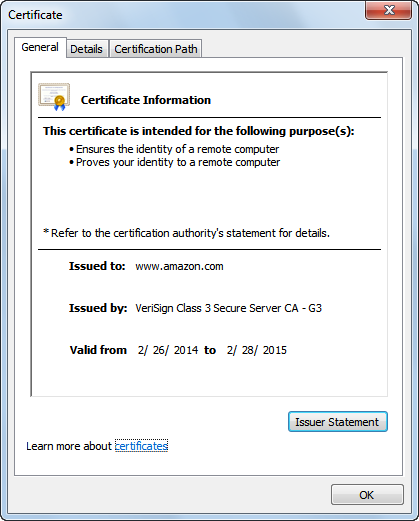 Certificate
General Details Certification Path
Certificate Information
This certificate is intended for the following purpose(s):
• Ensures the identity of a remote computer
• Proves your identity to a remote computer
* Refer to the certification authority's statement for details.
Issued to: www.amazon.com
Issued by: VeriSign Class 3 Secure Server CA - G3
Valid from 2/ 26/ 2014 to 2/ 28/ 2015
Issuer Statement
Learn more about certificates
OK